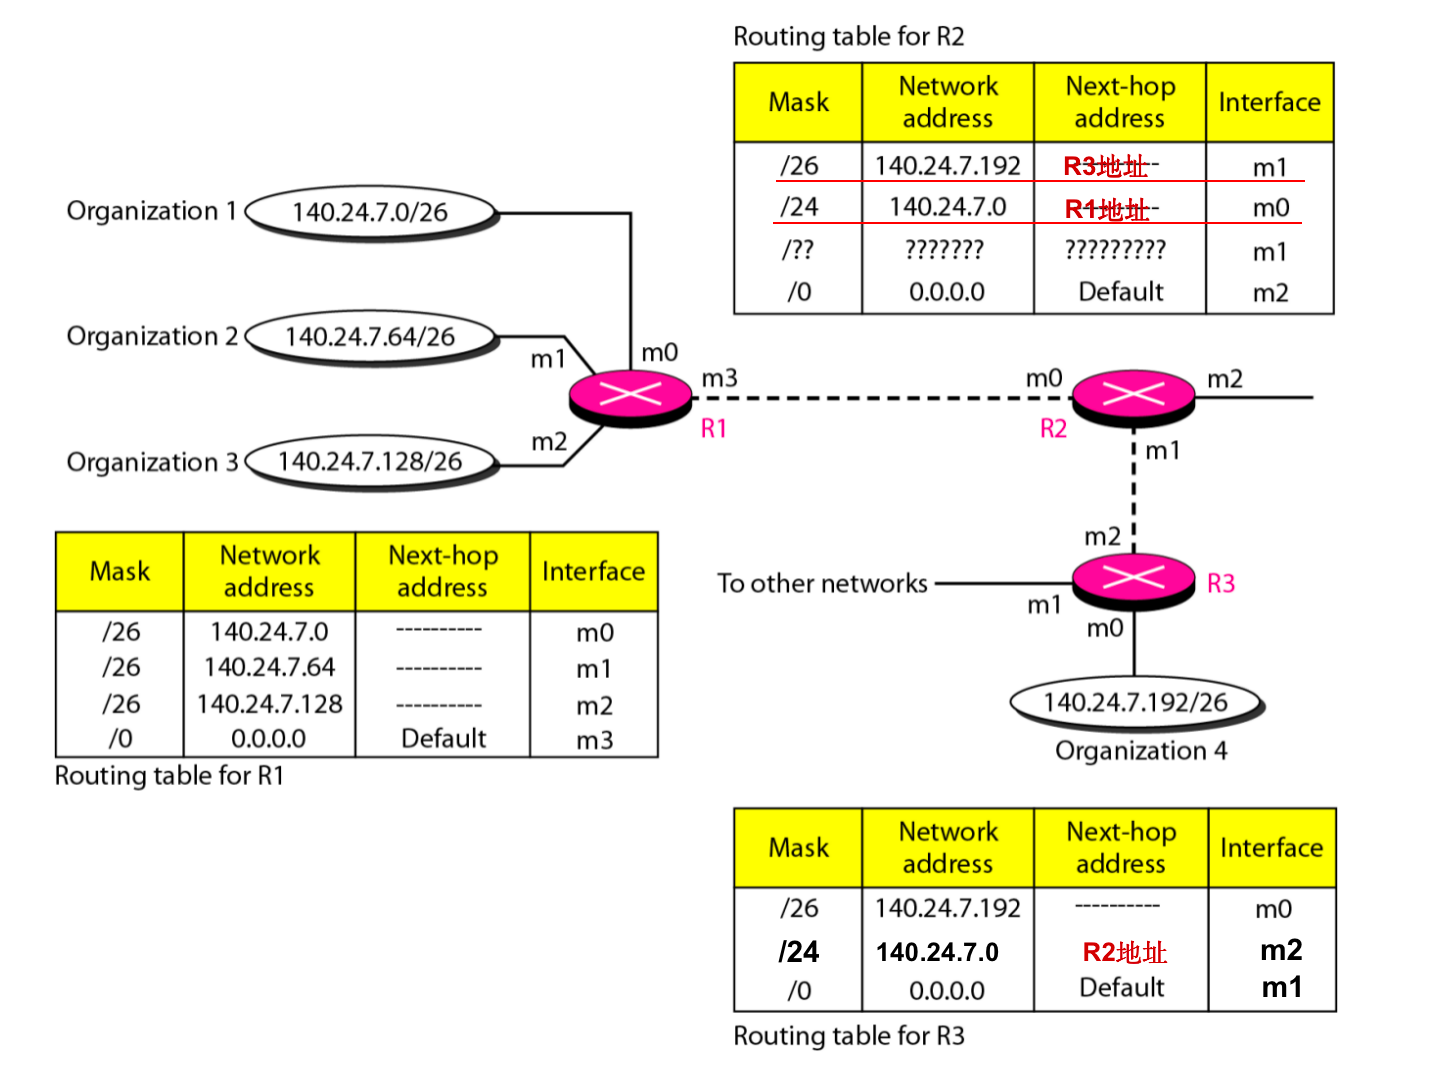 Routing table for R2
Mask Network address Next-hop address Interface
/26 140.24.7.192 R3地址 m1
/24 140.24.7.0 R1地址 m0
/?? ??????? ????????? m1
/0 0.0.0.0 Default m2
Organization 1 140.24.7.0/26
Organization 2 140.24.7.64/26
m1
m0
m3
m0
m2
R1
R2
m2
Organization 3 140.24.7.128/26
m1
m2
To other networks
R3
m1
m0
140.24.7.192/26
Organization 4
Mask Network address Next-hop address Interface
/26 140.24.7.0 ---------- m0
/26 140.24.7.64 ---------- m1
/26 140.24.7.128 ---------- m2
/0 0.0.0.0 Default m3
Routing table for R1
Mask Network address Next-hop address Interface
/26 140.24.7.192 ---------- m0
/24 140.24.7.0 R2地址 m2
/0 0.0.0.0 Default m1
Routing table for R3